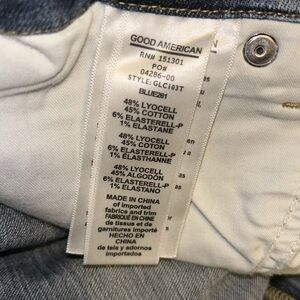 GOOD AMERICAN
RN# 151301
PO#
04286-00
STYLE: GLCI03T
BLUE281
48% LYOCELL
45% COTTON
6% ELASTERELL-P
1% ELASTANE
48% LYOCELL
45% COTON
6% ELASTERELL-P
1% ÉLASTHANNE
48% LYOCELL
45% ALGODÓN
6% ELASTERELL-P
1% ELASTANO
MADE IN CHINA
of imported
fabrics and trim
FABRIQUÉ EN CHINE
de tissus et de
garnitures importés
HECHO EN CHINO
de tela y adornos
importados